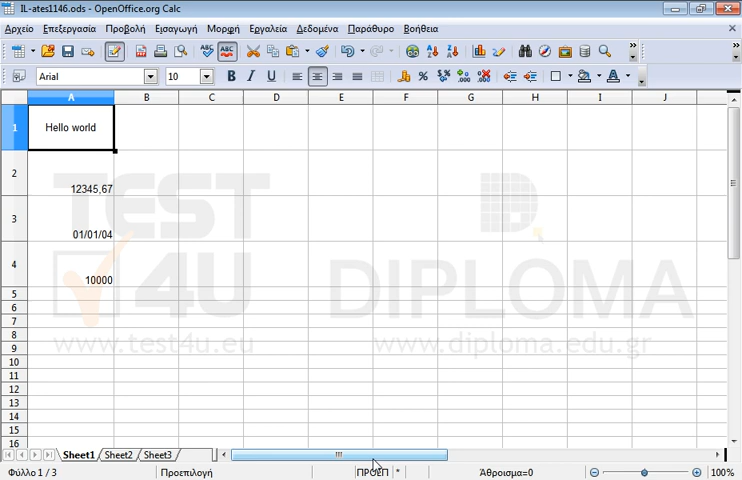 IL-ates1146.ods - OpenOffice.org Calc
Αρχείο Επεξεργασία Προβολή Εισαγωγή Μορφή Εργαλεία Δεδομένα Παράθυρο Βοήθεια
Arial 10
A B C D E F G H I J
1 Hello world
2 12345,67
3 01/01/04
4 10000
5
6
7
8
9
10
11
12
13
14
15
16
TEST 4U
www.test4u.eu
DIPLOMA
www.diploma.edu.gr
Sheet1 Sheet2 Sheet3
Φύλλο 1 / 3 Προεπιλογή ΠΡΟΕΠ * Άθροισμα=0 100%